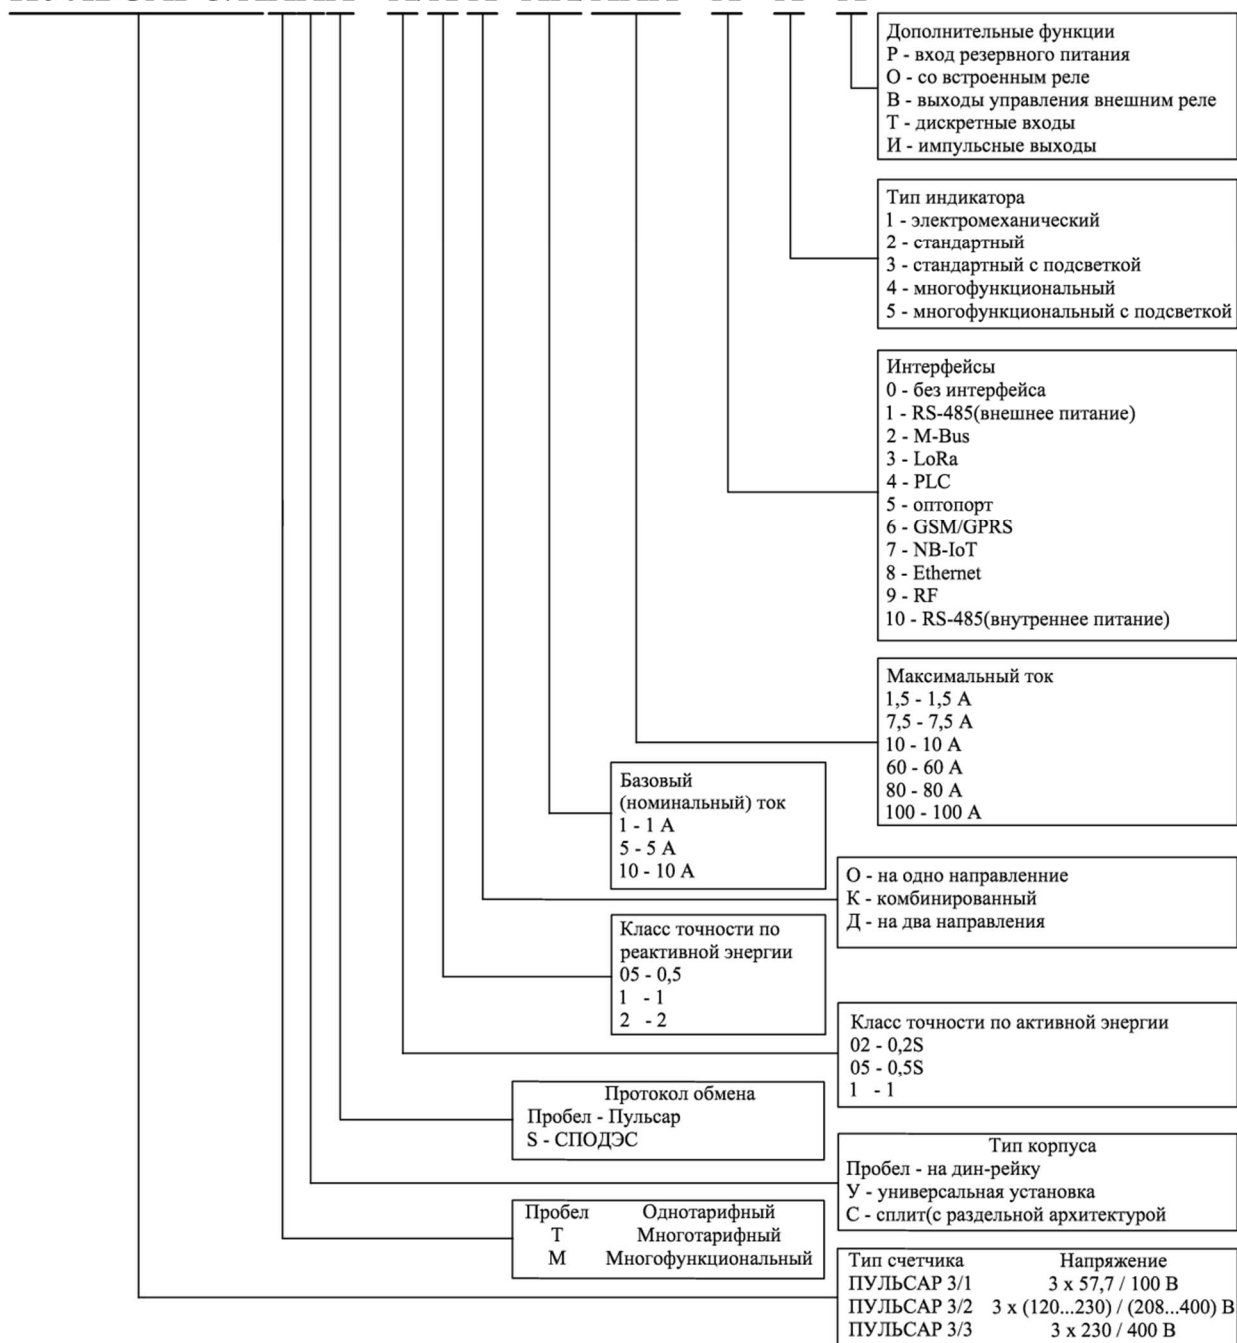 Дополнительные функции
Р - вход резервного питания
О - со встроенным реле
В - выходы управления внешним реле
Т - дискретные входы
И - импульсные выходы
Тип индикатора
1 - электромеханический
2 - стандартный
3 - стандартный с подсветкой
4 - многофункциональный
5 - многофункциональный с подсветкой
Интерфейсы
0 - без интерфейса
1 - RS-485(внешнее питание)
2 - M-Bus
3 - LoRa
4 - PLC
5 - оптопорт
6 - GSM/GPRS
7 - NB-IoT
8 - Ethernet
9 - RF
10 - RS-485(внутреннее питание)
Максимальный ток
1,5 - 1,5 А
7,5 - 7,5 А
10 - 10 А
60 - 60 А
80 - 80 А
100 - 100 А
Базовый
(номинальный) ток
1 - 1 А
5 - 5 А
10 - 10 А
О - на одно направленние
К - комбинированный
Д - на два направления
Класс точности по
реактивной энергии
05 - 0,5
1 - 1
2 - 2
Класс точности по активной энергии
02 - 0,2S
05 - 0,5S
1 - 1
Протокол обмена
Пробел - Пульсар
S - СПОДЭС
Тип корпуса
Пробел - на дин-рейку
У - универсальная установка
С - сплит(с раздельной архитектурой
Пробел Однотарифный
Т Многотарифный
М Многофункциональный
Тип счетчика Напряжение
ПУЛЬСАР 3/1 3 х 57,7 / 100 В
ПУЛЬСАР 3/2 3 х (120...230) / (208...400) В
ПУЛЬСАР 3/3 3 х 230 / 400 В